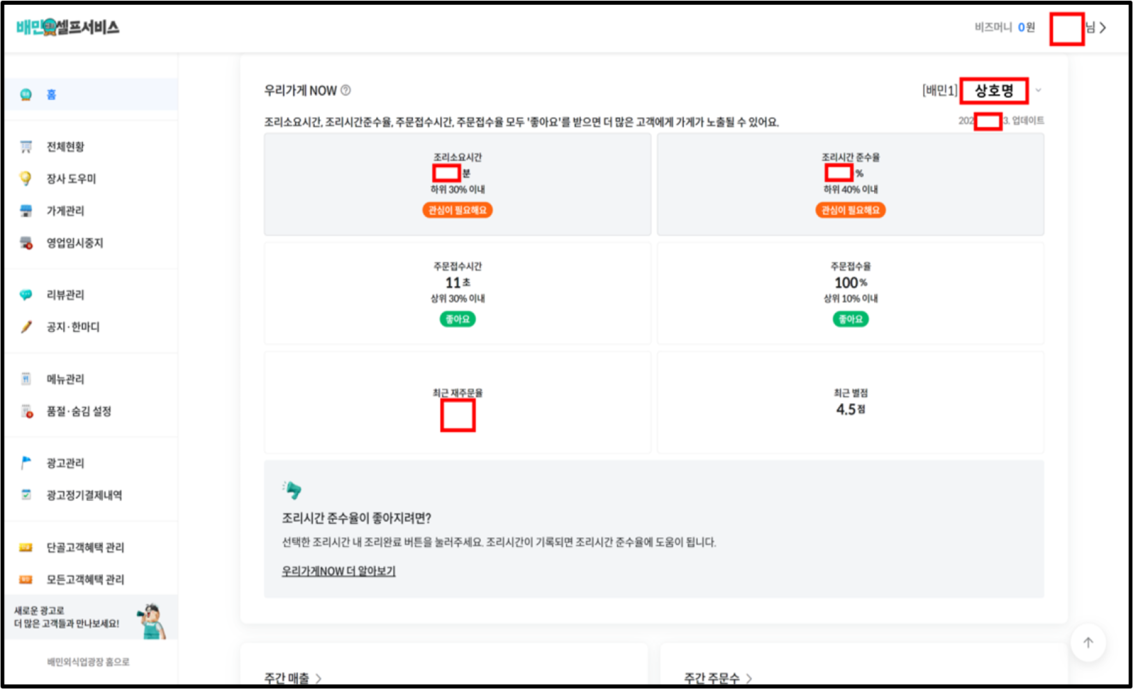 배민셀프서비스
비즈머니 0원
님
홈
전체현황
장사 도우미
가게관리
영업임시중지
리뷰관리
공지·한마디
메뉴관리
품절·숨김 설정
광고관리
광고정기결제내역
단골고객혜택 관리
모든고객혜택 관리
새로운 광고로
더 많은 고객들과 만나보세요!
배민외식업광장 홈으로
우리가게 NOW
[배민1] 상호명
조리소요시간, 조리시간준수율, 주문접수시간, 주문접수율 모두 '좋아요'를 받으면 더 많은 고객에게 가게가 노출될 수 있어요.
202 3. 업데이트
조리소요시간
분
하위 30% 이내
관심이 필요해요
조리시간 준수율
%
하위 40% 이내
관심이 필요해요
주문접수시간
11초
상위 30% 이내
좋아요
주문접수율
100%
상위 10% 이내
좋아요
최근 재주문율
최근 별점
4.5점
조리시간 준수율이 좋아지려면?
선택한 조리시간 내 조리완료 버튼을 눌러주세요. 조리시간이 기록되면 조리시간 준수율에 도움이 됩니다.
우리가게NOW 더 알아보기
주간 매출
주간 주문수